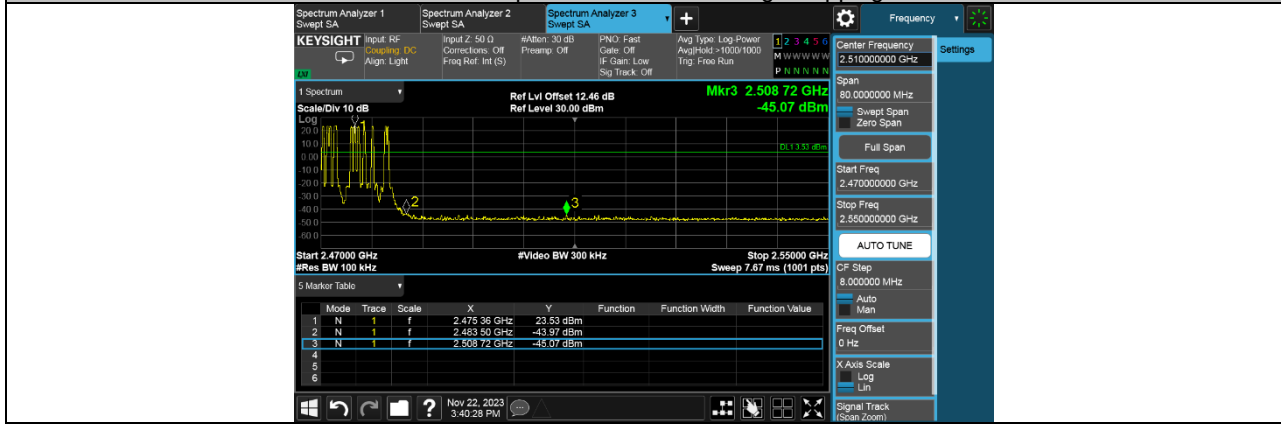 Spectrum Analyzer 1
Swept SA
Spectrum Analyzer 2
Swept SA
Spectrum Analyzer 3
Swept SA
+
Frequency
KEYSIGHT
Input: RF
Coupling: DC
Align: Light
Input Z: 50 Ω
Corrections: Off
Freq Ref: Int (S)
#Atten: 30 dB
Preamp: Off
PNO: Fast
Gate: Off
IF Gain: Low
Sig Track: Off
Avg Type: Log-Power
Avg|Hold:>1000/1000
Trig: Free Run
1 2 3 4 5 6
M W W W W W
P N N N N N
LXI
1 Spectrum
Scale/Div 10 dB
Ref Lvl Offset 12.46 dB
Ref Level 30.00 dBm
Mkr3 2.508 72 GHz
-45.07 dBm
Log
20.0
10.0
0.00
-10.0
-20.0
-30.0
-40.0
-50.0
-60.0
1
2
3
DL1 3.53 dBm
Start 2.47000 GHz
#Res BW 100 kHz
#Video BW 300 kHz
Stop 2.55000 GHz
Sweep 7.67 ms (1001 pts)
5 Marker Table
Mode Trace Scale X Y Function Function Width Function Value
1 N 1 f 2.475 36 GHz 23.53 dBm
2 N 1 f 2.483 50 GHz -43.97 dBm
3 N 1 f 2.508 72 GHz -45.07 dBm
4
5
6
?
Nov 22, 2023
3:40:28 PM
Center Frequency
2.510000000 GHz
Settings
Span
80.0000000 MHz
Swept Span
Zero Span
Full Span
Start Freq
2.470000000 GHz
Stop Freq
2.550000000 GHz
AUTO TUNE
CF Step
8.000000 MHz
Auto
Man
Freq Offset
0 Hz
X Axis Scale
Log
Lin
Signal Track
(Span Zoom)